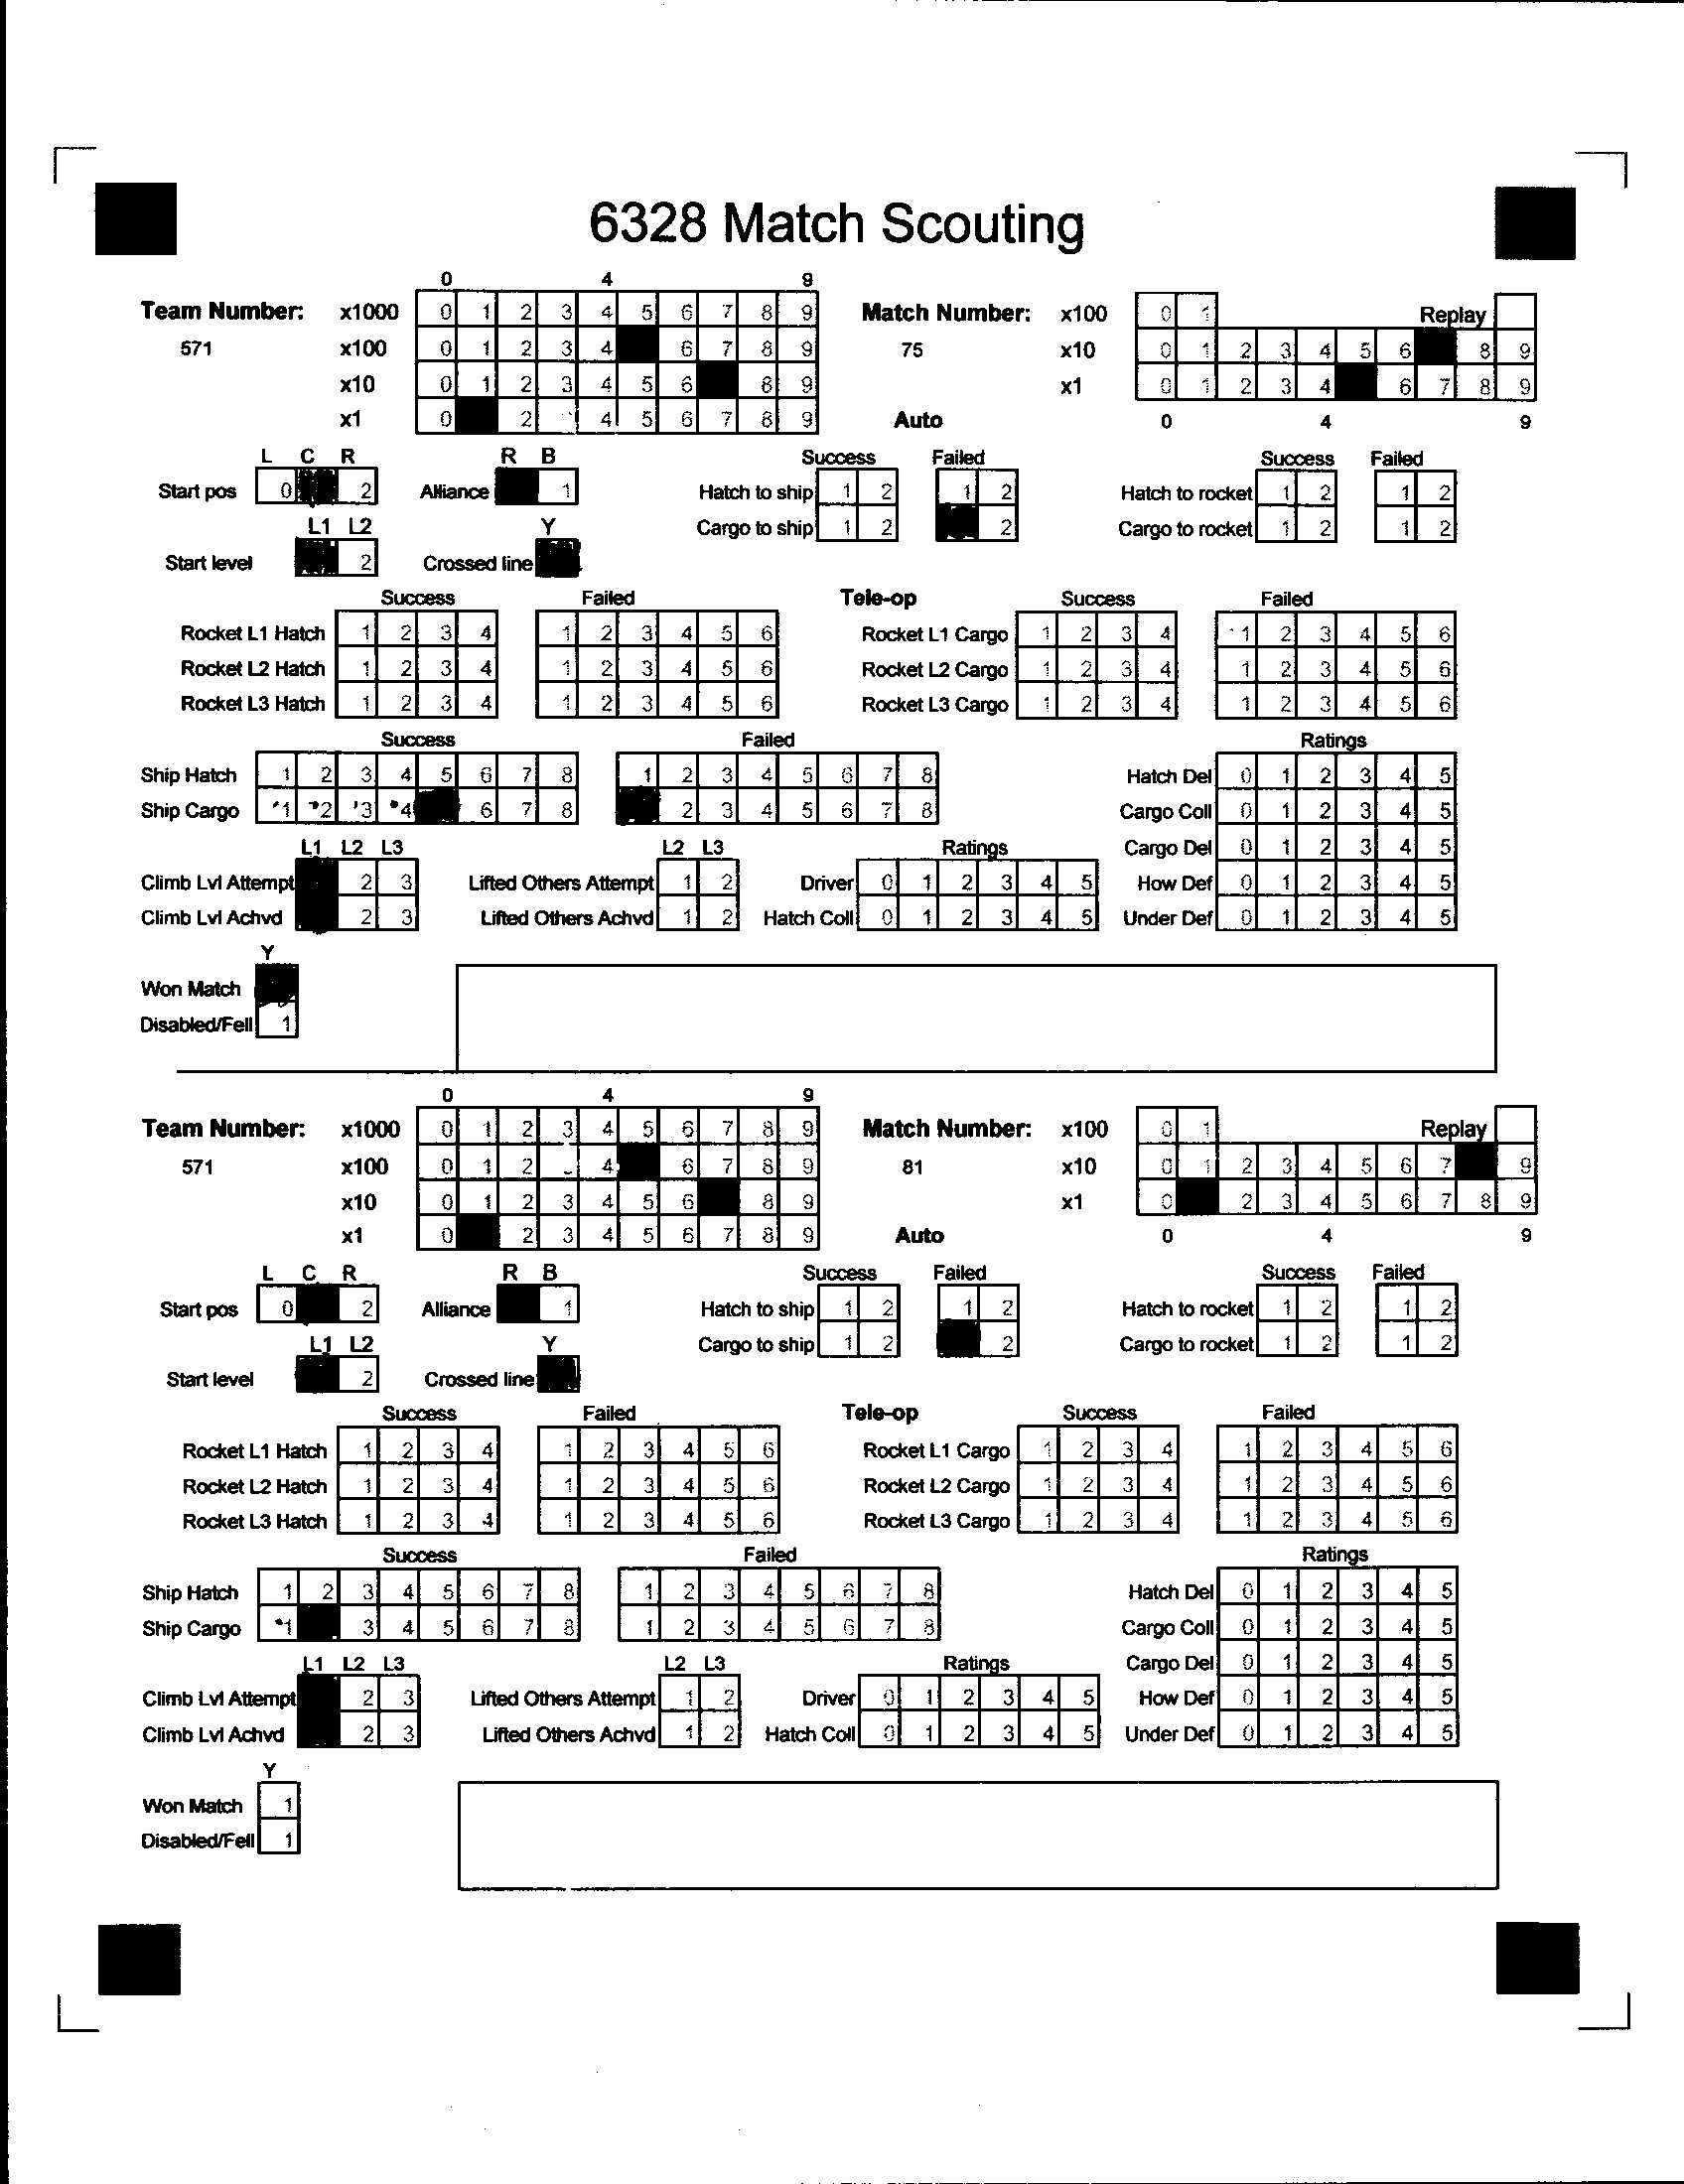 6328 Match Scouting
0 4 9
Team Number: x1000 0 1 2 3 4 5 6 7 8 9 Match Number: x100 0 1 Replay
571 x100 0 1 2 3 4 6 7 8 9 75 x10 0 1 2 3 4 5 6 8 9
x10 0 1 2 3 4 5 6 8 9 x1 0 1 2 3 4 6 7 8 9
x1 0 2 4 5 6 7 8 9 Auto 0 4 9
L C R R B Success Failed Success Failed
Start pos 0 2 Alliance 1 Hatch to ship 1 2 1 2 Hatch to rocket 1 2 1 2
L1 L2 Y Cargo to ship 1 2 2 Cargo to rocket 1 2 1 2
Start level 2 Crossed line
Success Failed Tele-op Success Failed
Rocket L1 Hatch 1 2 3 4 1 2 3 4 5 6 Rocket L1 Cargo 1 2 3 4 1 2 3 4 5 6
Rocket L2 Hatch 1 2 3 4 1 2 3 4 5 6 Rocket L2 Cargo 1 2 3 4 1 2 3 4 5 6
Rocket L3 Hatch 1 2 3 4 1 2 3 4 5 6 Rocket L3 Cargo 1 2 3 4 1 2 3 4 5 6
Success Failed Ratings
Ship Hatch 1 2 3 4 5 6 7 8 1 2 3 4 5 6 7 8 Hatch Del 0 1 2 3 4 5
Ship Cargo 1 2 3 4 6 7 8 2 3 4 5 6 7 8 Cargo Coll 0 1 2 3 4 5
L1 L2 L3 L2 L3 Ratings Cargo Del 0 1 2 3 4 5
Climb Lvl Attempt 2 3 Lifted Others Attempt 1 2 Driver 0 1 2 3 4 5 How Def 0 1 2 3 4 5
Climb Lvl Achvd 2 3 Lifted Others Achvd 1 2 Hatch Coll 0 1 2 3 4 5 Under Def 0 1 2 3 4 5
Y
Won Match
Disabled/Fell 1
0 4 9
Team Number: x1000 0 1 2 3 4 5 6 7 8 9 Match Number: x100 0 1 Replay
571 x100 0 1 2 4 6 7 8 9 81 x10 0 1 2 3 4 5 6 7 9
x10 0 1 2 3 4 5 6 8 9 x1 0 2 3 4 5 6 7 8 9
x1 0 2 3 4 5 6 7 8 9 Auto 0 4 9
L C R R B Success Failed Success Failed
Start pos 0 2 Alliance 1 Hatch to ship 1 2 1 2 Hatch to rocket 1 2 1 2
L1 L2 Y Cargo to ship 1 2 2 Cargo to rocket 1 2 1 2
Start level 2 Crossed line
Success Failed Tele-op Success Failed
Rocket L1 Hatch 1 2 3 4 1 2 3 4 5 6 Rocket L1 Cargo 1 2 3 4 1 2 3 4 5 6
Rocket L2 Hatch 1 2 3 4 1 2 3 4 5 6 Rocket L2 Cargo 1 2 3 4 1 2 3 4 5 6
Rocket L3 Hatch 1 2 3 4 1 2 3 4 5 6 Rocket L3 Cargo 1 2 3 4 1 2 3 4 5 6
Success Failed Ratings
Ship Hatch 1 2 3 4 5 6 7 8 1 2 3 4 5 6 7 8 Hatch Del 0 1 2 3 4 5
Ship Cargo 1 3 4 5 6 7 8 1 2 3 4 5 6 7 8 Cargo Coll 0 1 2 3 4 5
L1 L2 L3 L2 L3 Ratings Cargo Del 0 1 2 3 4 5
Climb Lvl Attempt 2 3 Lifted Others Attempt 1 2 Driver 0 1 2 3 4 5 How Def 0 1 2 3 4 5
Climb Lvl Achvd 2 3 Lifted Others Achvd 1 2 Hatch Coll 0 1 2 3 4 5 Under Def 0 1 2 3 4 5
Y
Won Match 1
Disabled/Fell 1